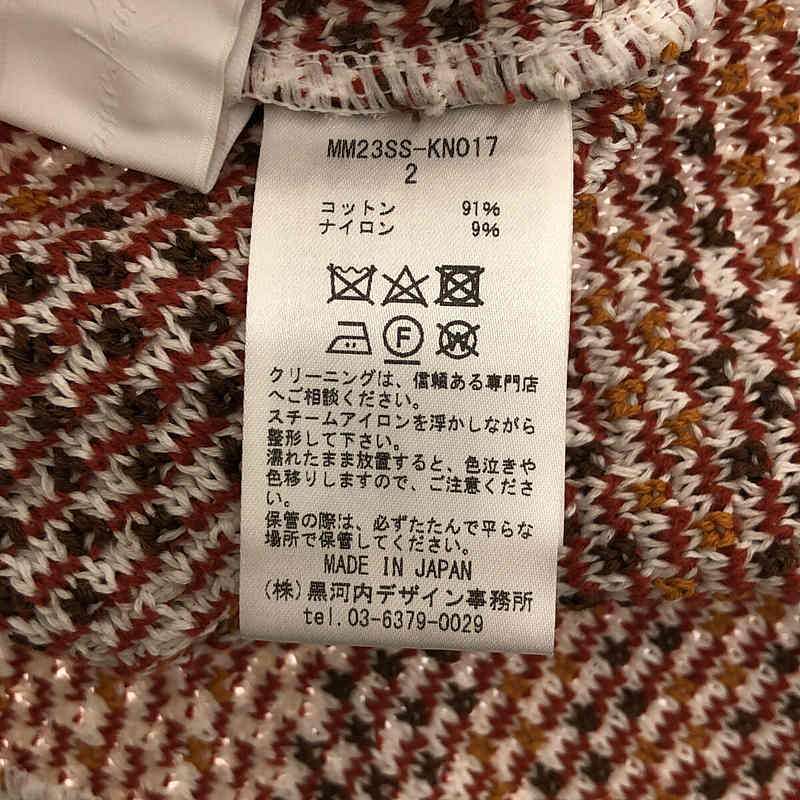 MM23SS-KN017
2
コットン 91%
ナイロン 9%
F
W
クリーニングは、信頼ある専門店
へご相談ください。
スチームアイロンを浮かしながら
整形して下さい。
濡れたまま放置すると、色泣きや
色移りしますので、ご注意くださ
い。
保管の際は、必ずたたんで平らな
場所で保管してください。
MADE IN JAPAN
(株)黒河内デザイン事務所
tel.03-6379-0029